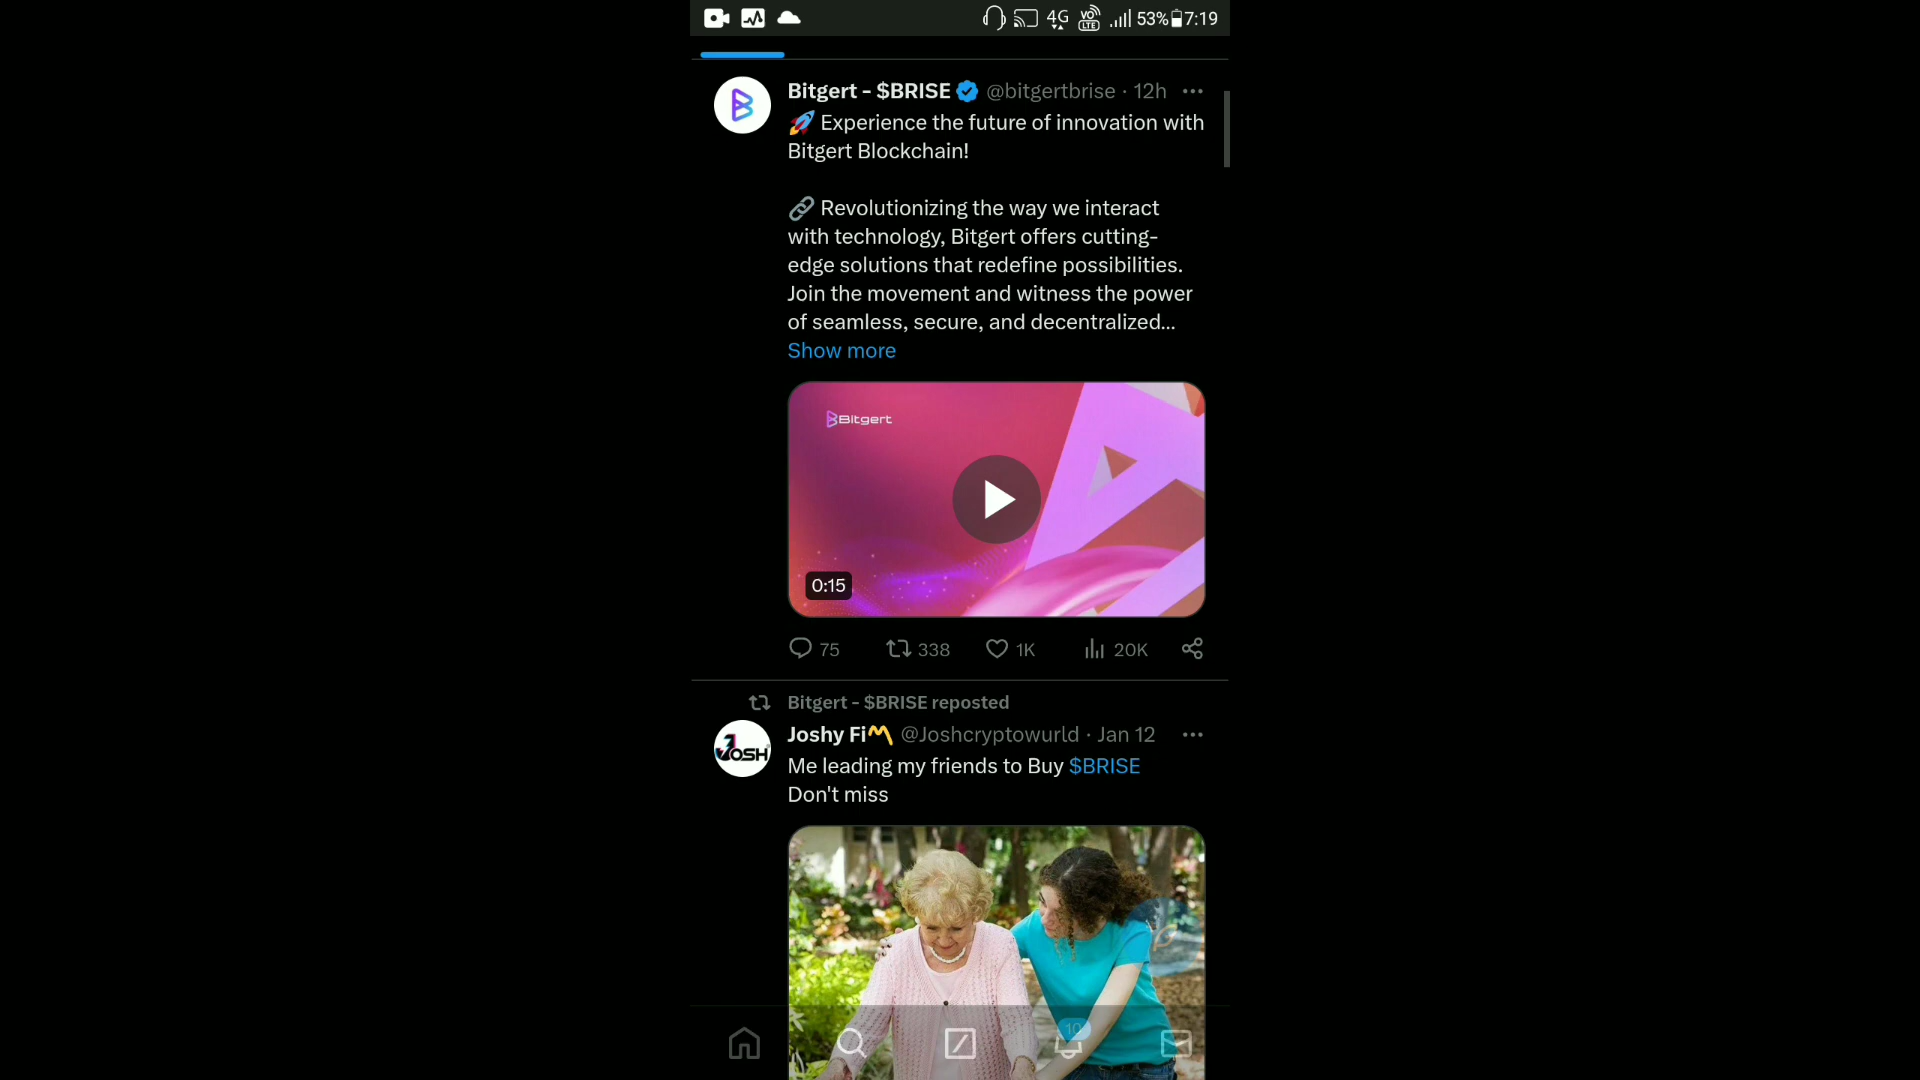 4G VO LTE 53% 7:19
Bitgert - $BRISE @bitgertbrise · 12h
🚀 Experience the future of innovation with
Bitgert Blockchain!
🔗 Revolutionizing the way we interact
with technology, Bitgert offers cutting-
edge solutions that redefine possibilities.
Join the movement and witness the power
of seamless, secure, and decentralized...
Show more
Bitgert
0:15
75 338 1K 20K
Bitgert - $BRISE reposted
JOSH
Joshy Fi @Joshcryptowurld · Jan 12
Me leading my friends to Buy $BRISE
Don't miss
10